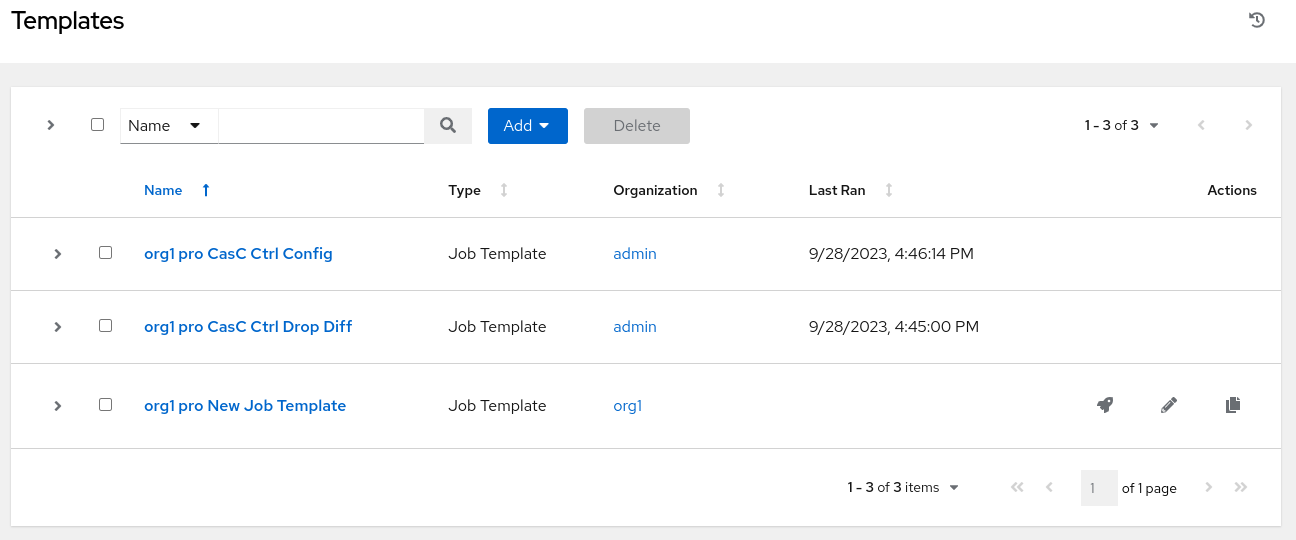 Templates
Name Add Delete 1 - 3 of 3
Name Type Organization Last Ran Actions
org1 pro CasC Ctrl Config Job Template admin 9/28/2023, 4:46:14 PM
org1 pro CasC Ctrl Drop Diff Job Template admin 9/28/2023, 4:45:00 PM
org1 pro New Job Template Job Template org1
1 - 3 of 3 items 1 of 1 page